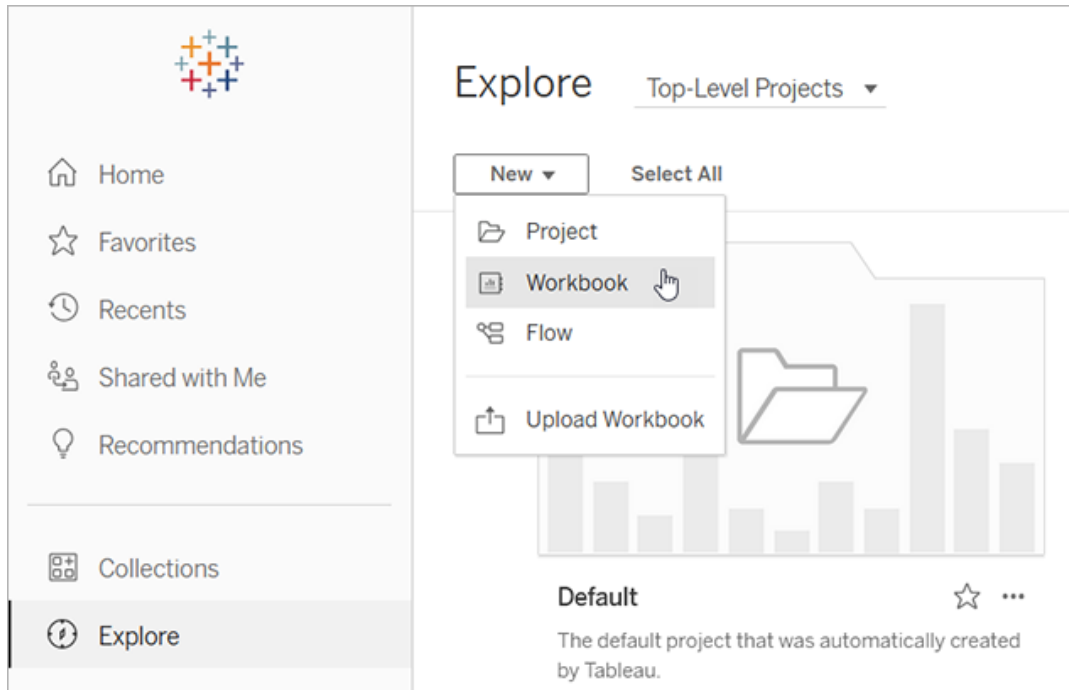 Home
Favorites
Recents
Shared with Me
Recommendations
Collections
Explore
Explore
Top-Level Projects
New
Select All
Project
Workbook
Flow
Upload Workbook
Default
The default project that was automatically created
by Tableau.